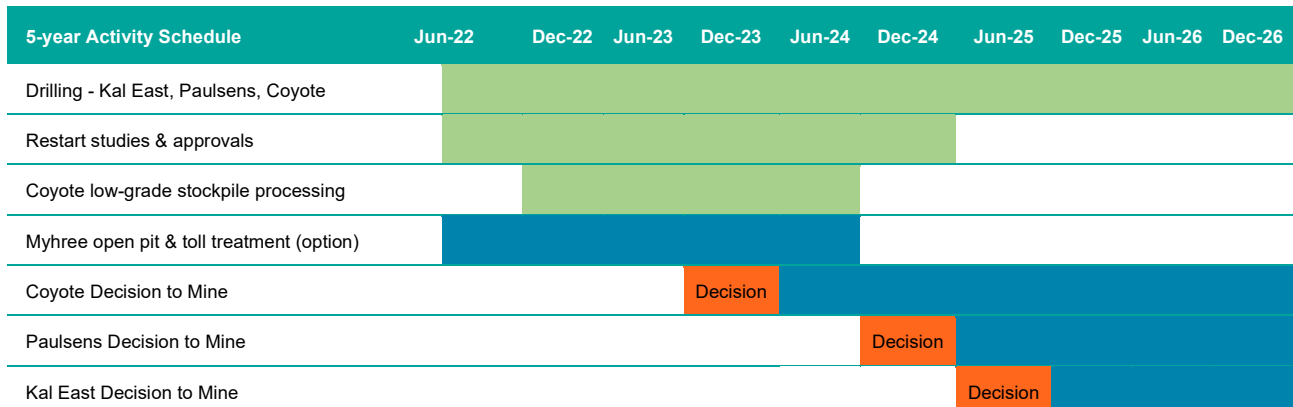 5-year Activity Schedule Jun-22 Dec-22 Jun-23 Dec-23 Jun-24 Dec-24 Jun-25 Dec-25 Jun-26 Dec-26
Drilling - Kal East, Paulsens, Coyote
Restart studies & approvals
Coyote low-grade stockpile processing
Myhree open pit & toll treatment (option)
Coyote Decision to Mine Decision
Paulsens Decision to Mine Decision
Kal East Decision to Mine Decision